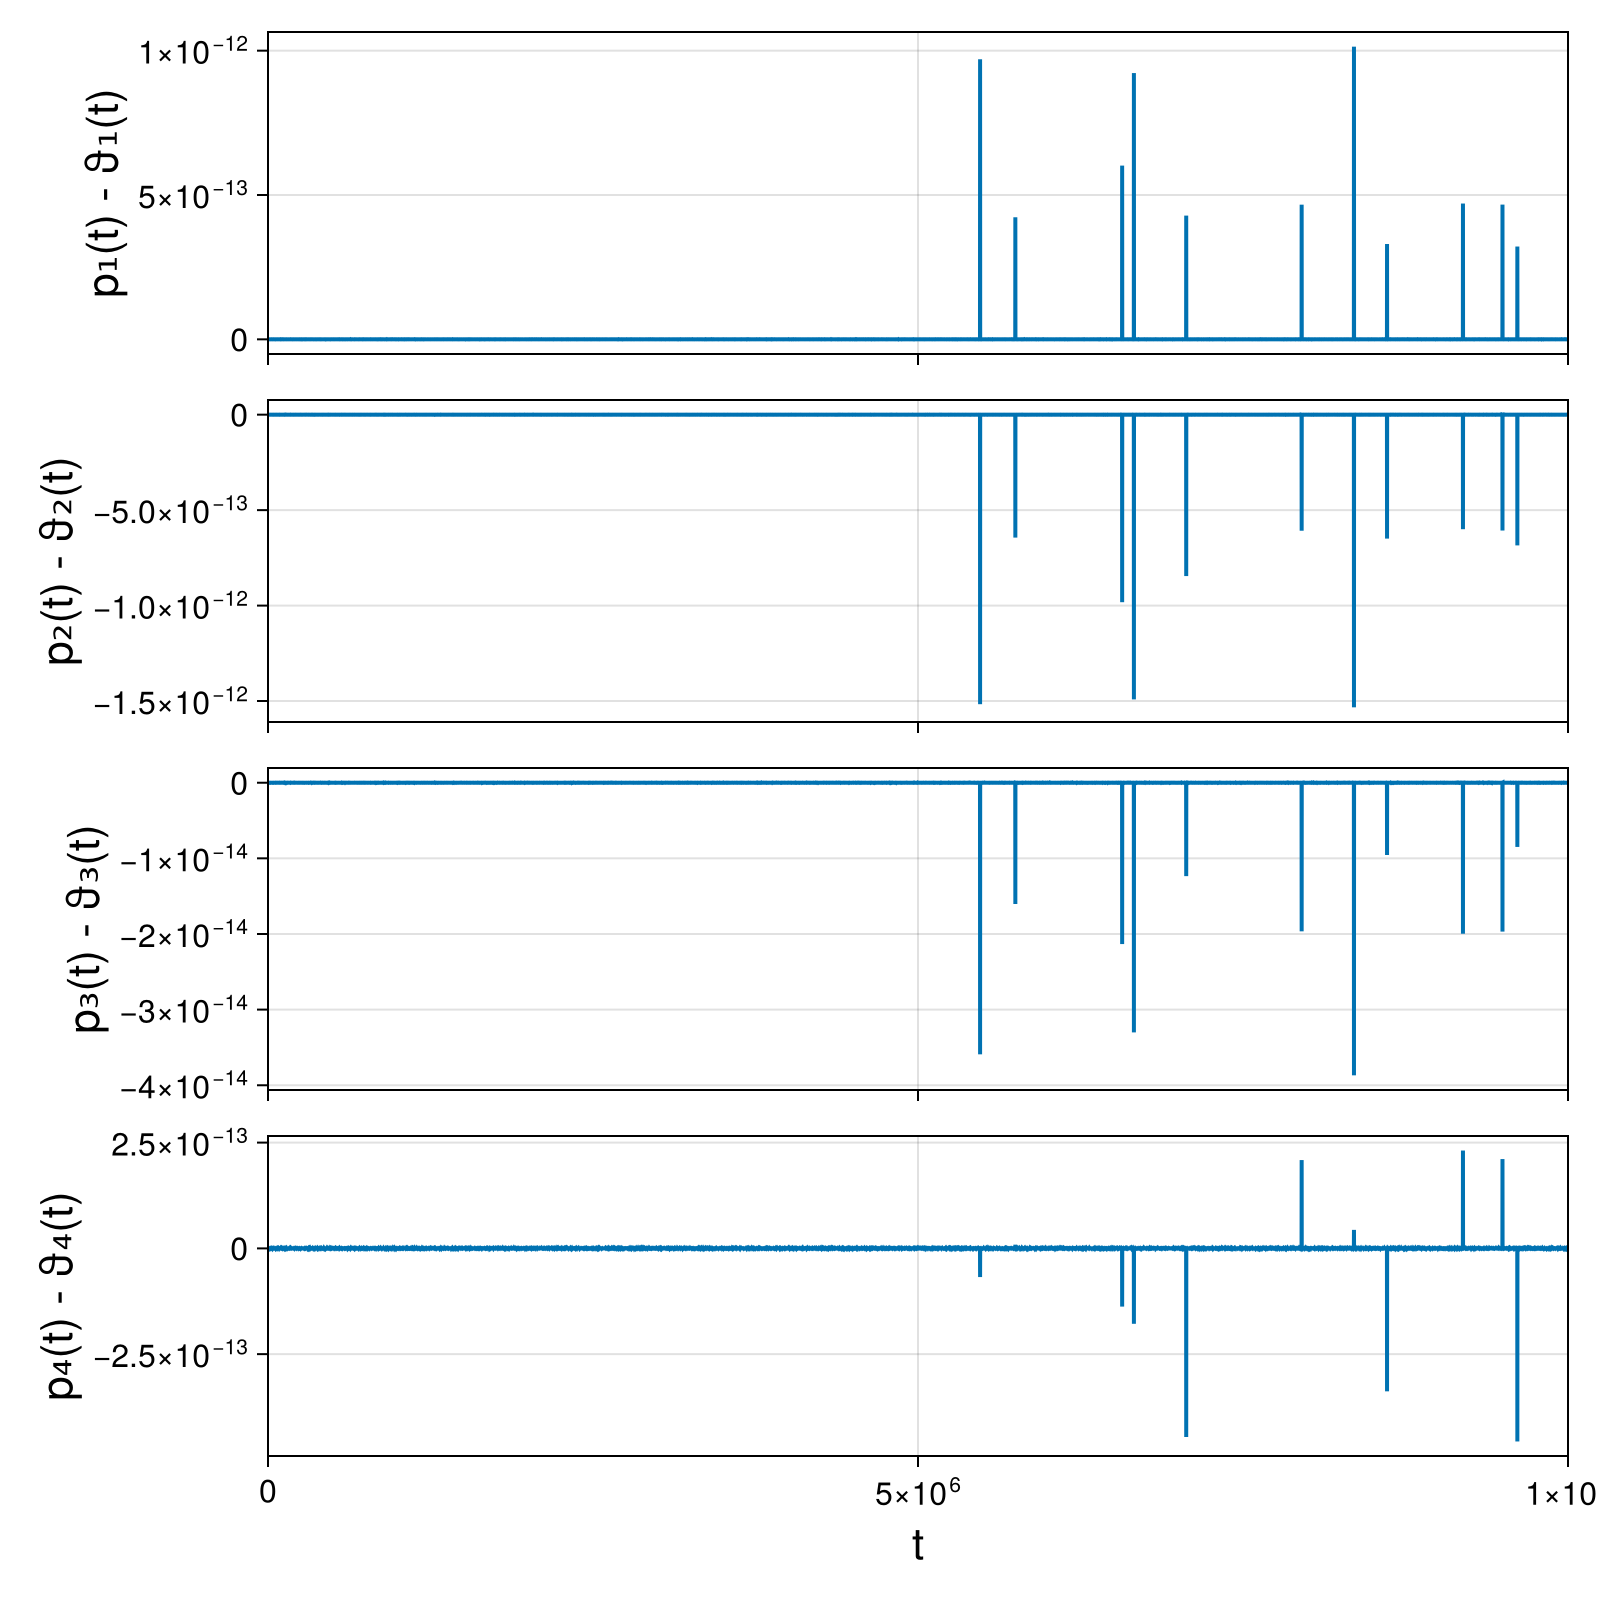 p₁(t) - ϑ₁(t)
1×10⁻¹²
5×10⁻¹³
0
p₂(t) - ϑ₂(t)
0
−5.0×10⁻¹³
−1.0×10⁻¹²
−1.5×10⁻¹²
p₃(t) - ϑ₃(t)
0
−1×10⁻¹⁴
−2×10⁻¹⁴
−3×10⁻¹⁴
−4×10⁻¹⁴
p₄(t) - ϑ₄(t)
2.5×10⁻¹³
0
−2.5×10⁻¹³
0 5×10⁶ 1×10
t